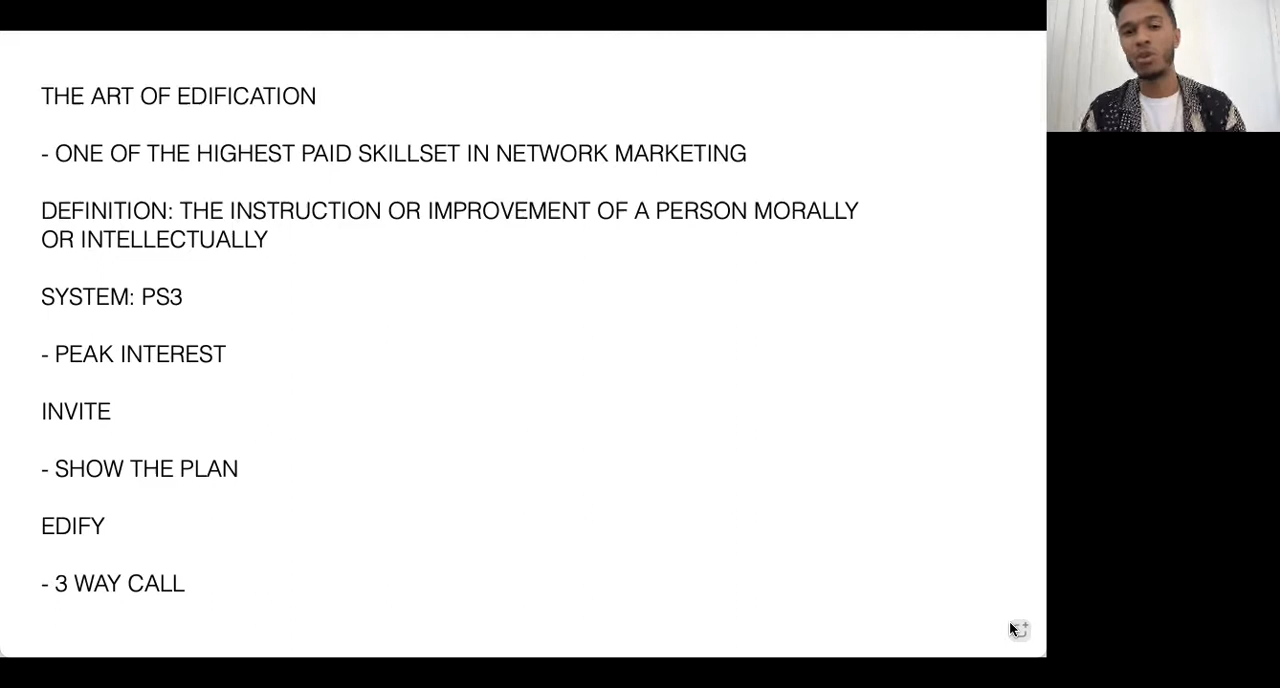 THE ART OF EDIFICATION
- ONE OF THE HIGHEST PAID SKILLSET IN NETWORK MARKETING
DEFINITION: THE INSTRUCTION OR IMPROVEMENT OF A PERSON MORALLY
OR INTELLECTUALLY
SYSTEM: PS3
- PEAK INTEREST
INVITE
- SHOW THE PLAN
EDIFY
- 3 WAY CALL